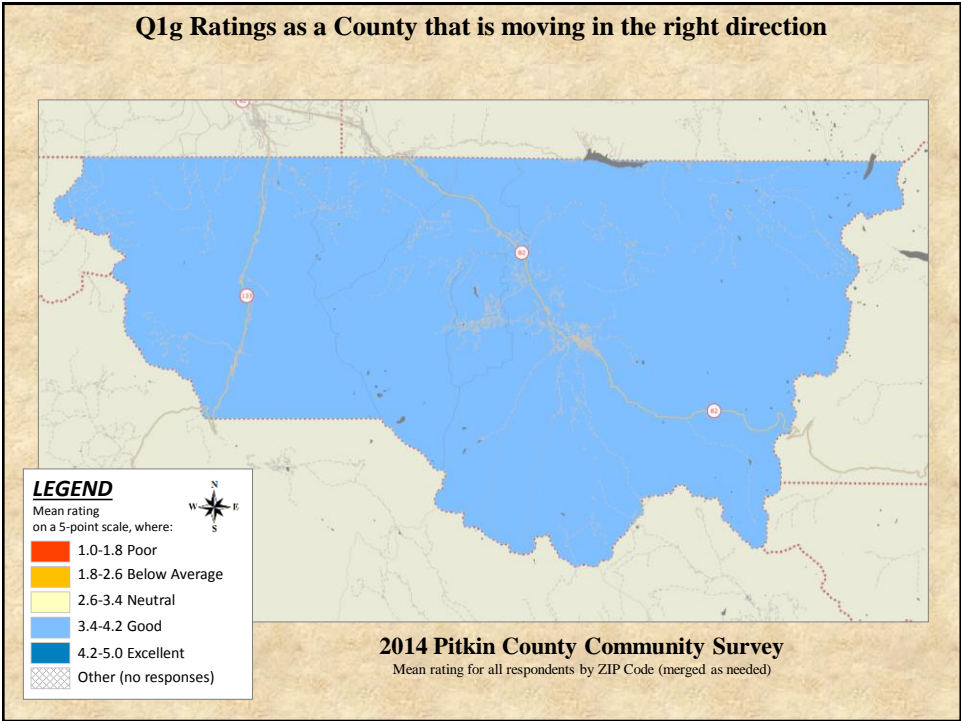 Q1g Ratings as a County that is moving in the right direction
82
133
82
LEGEND
Mean rating
on a 5-point scale, where:
N
W E
S
1.0-1.8 Poor
1.8-2.6 Below Average
2.6-3.4 Neutral
3.4-4.2 Good
4.2-5.0 Excellent
Other (no responses)
2014 Pitkin County Community Survey
Mean rating for all respondents by ZIP Code (merged as needed)